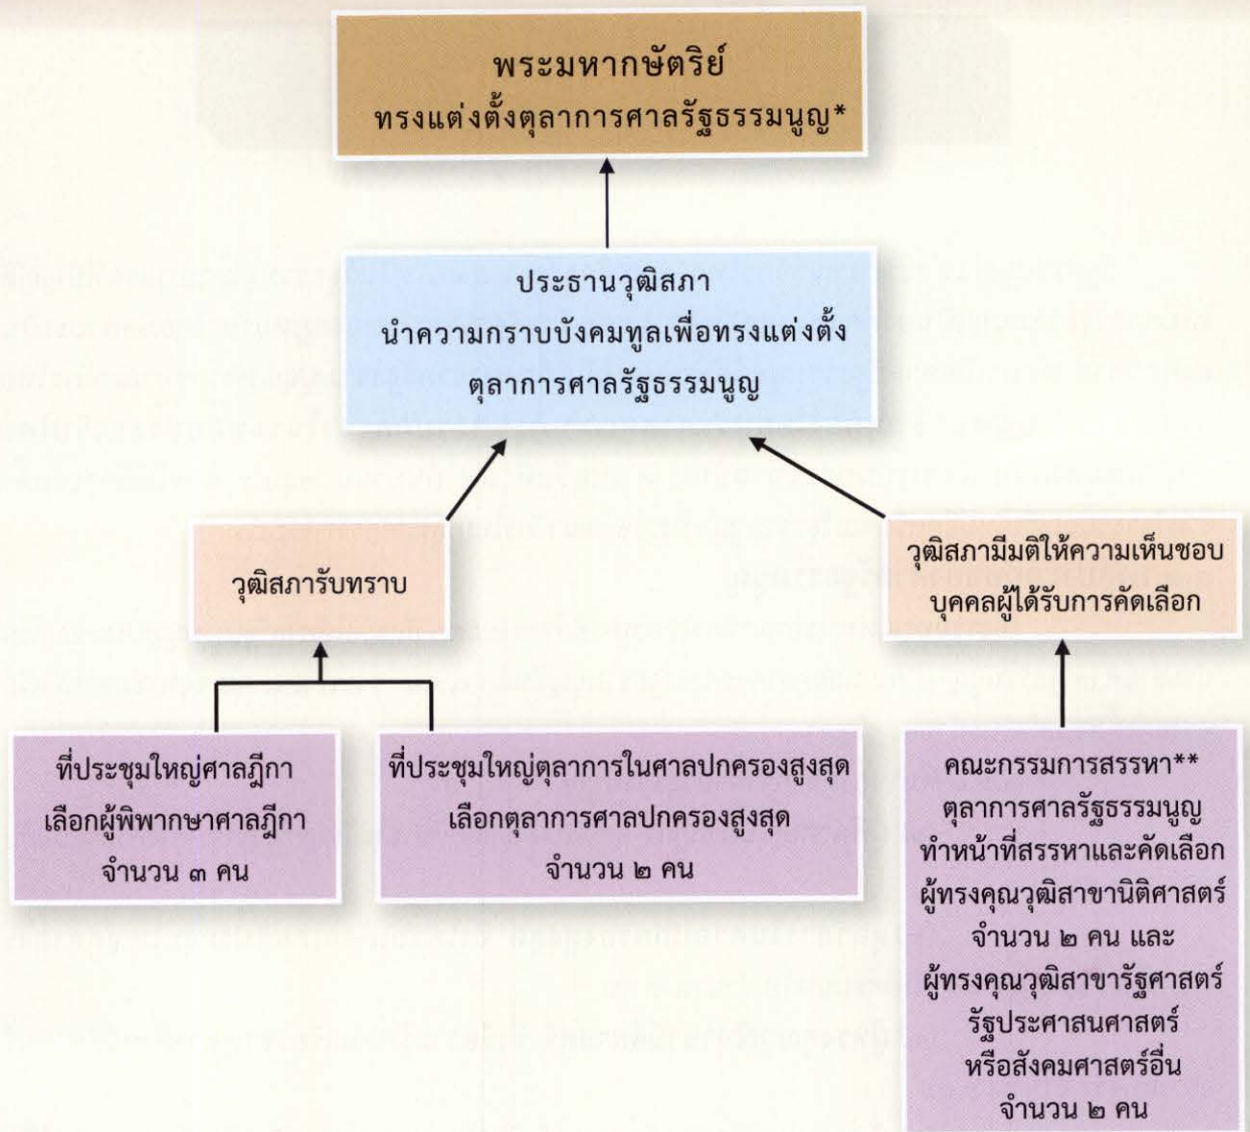 พระมหากษัตริย์
ทรงแต่งตั้งตุลาการศาลรัฐธรรมนูญ*
ประธานวุฒิสภา
นำความกราบบังคมทูลเพื่อทรงแต่งตั้ง
ตุลาการศาลรัฐธรรมนูญ
วุฒิสภารับทราบ
วุฒิสภามีมติให้ความเห็นชอบ
บุคคลผู้ได้รับการคัดเลือก
ที่ประชุมใหญ่ศาลฎีกา
เลือกผู้พิพากษาศาลฎีกา
จำนวน ๓ คน
ที่ประชุมใหญ่ตุลาการในศาลปกครองสูงสุด
เลือกตุลาการศาลปกครองสูงสุด
จำนวน ๒ คน
คณะกรรมการสรรหา**
ตุลาการศาลรัฐธรรมนูญ
ทำหน้าที่สรรหาและคัดเลือก
ผู้ทรงคุณวุฒิสาขานิติศาสตร์
จำนวน ๒ คน และ
ผู้ทรงคุณวุฒิสาขารัฐศาสตร์
รัฐประศาสนศาสตร์
หรือสังคมศาสตร์อื่น
จำนวน ๒ คน